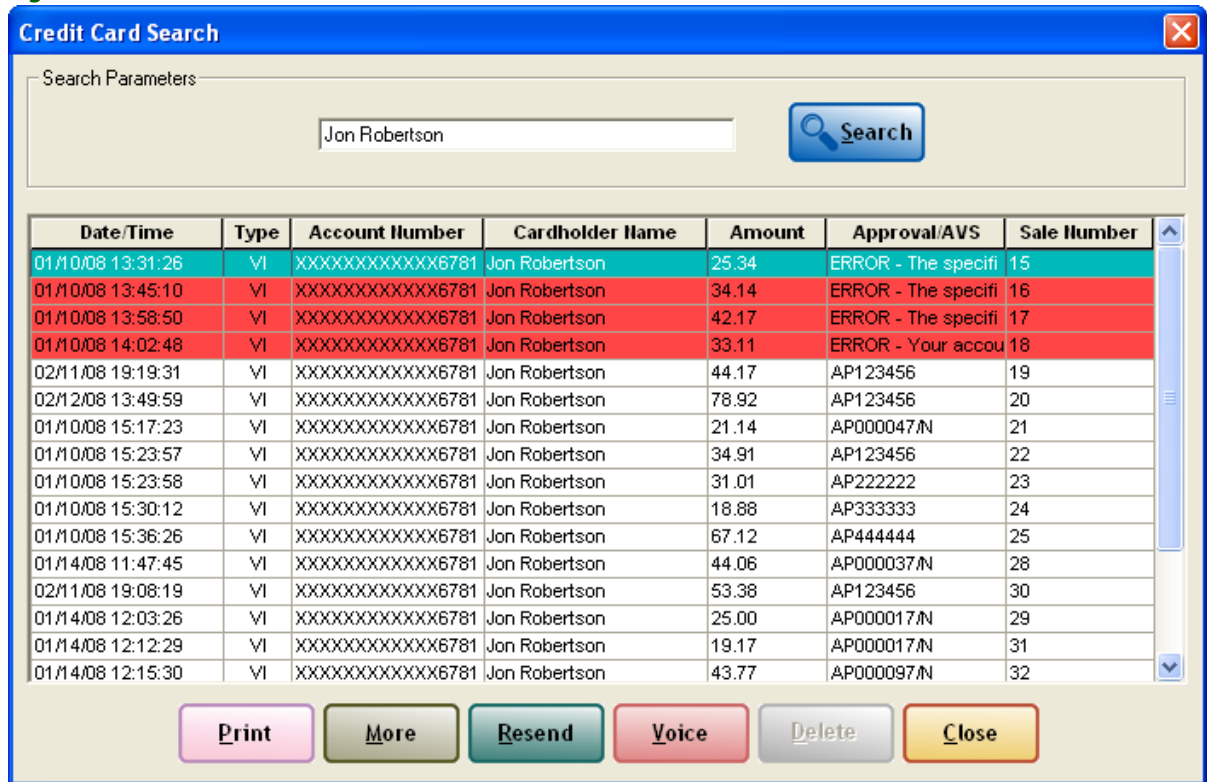 Credit Card Search
Search Parameters
Jon Robertson
Search
Date/Time Type Account Number Cardholder Name Amount Approval/AVS Sale Number
01/10/08 13:31:26 VI XXXXXXXXXXXX6781 Jon Robertson 25.34 ERROR - The specifi 15
01/10/08 13:45:10 VI XXXXXXXXXXXX6781 Jon Robertson 34.14 ERROR - The specifi 16
01/10/08 13:58:50 VI XXXXXXXXXXXX6781 Jon Robertson 42.17 ERROR - The specifi 17
01/10/08 14:02:48 VI XXXXXXXXXXXX6781 Jon Robertson 33.11 ERROR - Your accou 18
02/11/08 19:19:31 VI XXXXXXXXXXXX6781 Jon Robertson 44.17 AP123456 19
02/12/08 13:49:59 VI XXXXXXXXXXXX6781 Jon Robertson 78.92 AP123456 20
01/10/08 15:17:23 VI XXXXXXXXXXXX6781 Jon Robertson 21.14 AP000047/N 21
01/10/08 15:23:57 VI XXXXXXXXXXXX6781 Jon Robertson 34.91 AP123456 22
01/10/08 15:23:58 VI XXXXXXXXXXXX6781 Jon Robertson 31.01 AP222222 23
01/10/08 15:30:12 VI XXXXXXXXXXXX6781 Jon Robertson 18.88 AP333333 24
01/10/08 15:36:26 VI XXXXXXXXXXXX6781 Jon Robertson 67.12 AP444444 25
01/14/08 11:47:45 VI XXXXXXXXXXXX6781 Jon Robertson 44.06 AP000037/N 28
02/11/08 19:08:19 VI XXXXXXXXXXXX6781 Jon Robertson 53.38 AP123456 30
01/14/08 12:03:26 VI XXXXXXXXXXXX6781 Jon Robertson 25.00 AP000017/N 29
01/14/08 12:12:29 VI XXXXXXXXXXXX6781 Jon Robertson 19.17 AP000017/N 31
01/14/08 12:15:30 VI XXXXXXXXXXXX6781 Jon Robertson 43.77 AP000097/N 32
Print More Resend Voice Delete Close